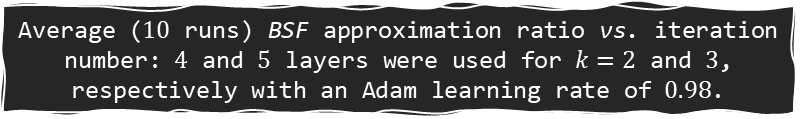 Average (10 runs) BSF approximation ratio vs. iteration
number: 4 and 5 layers were used for k = 2 and 3,
respectively with an Adam learning rate of 0.98.